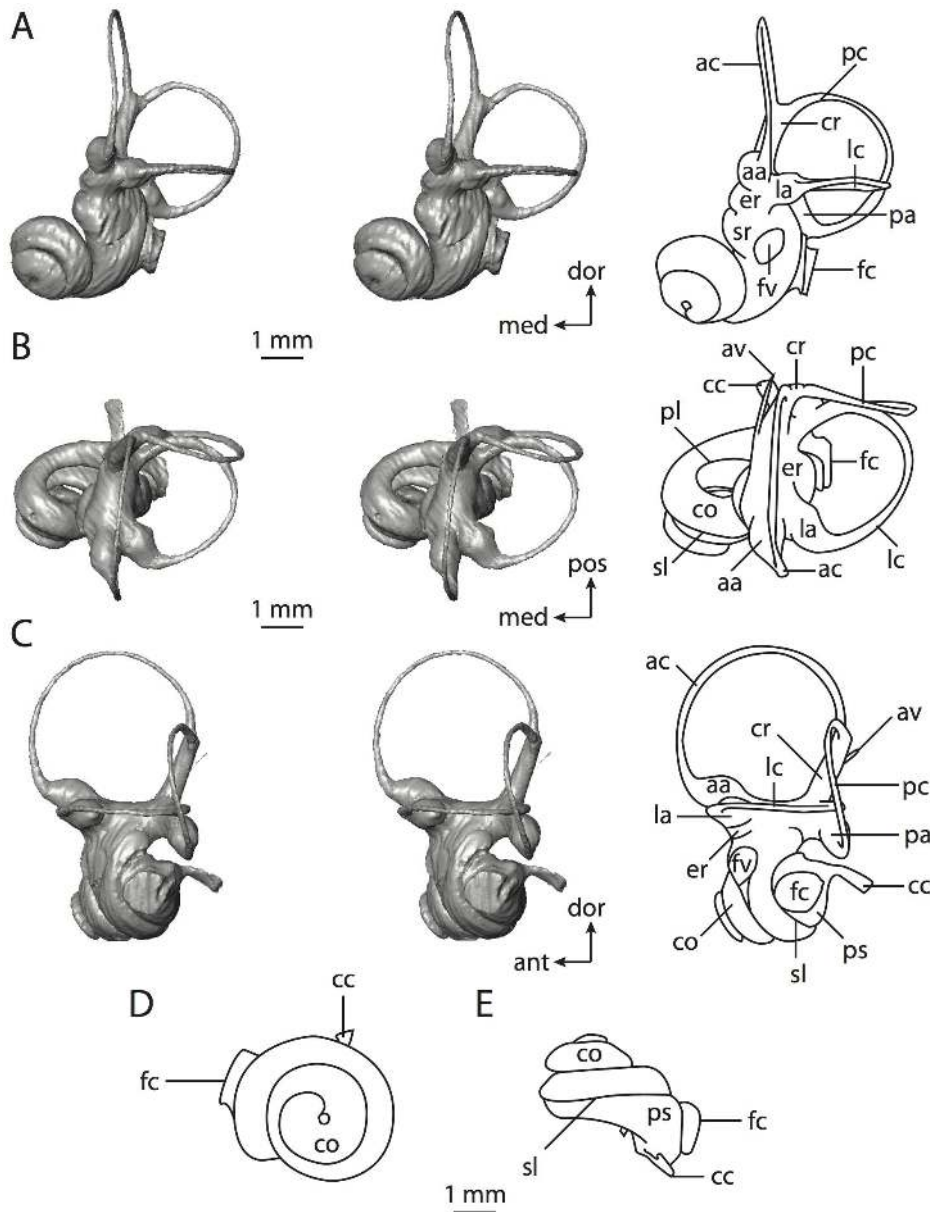 A
ac
pc
cr
lc
aa
la
er
pa
sr
fv
fc
dor
med
1 mm
B
av
cr
pc
cc
pl
er
fc
co
la
sl
aa
ac
lc
pos
med
1 mm
C
ac
av
cr
lc
aa
pc
la
pa
er
fv
fc
cc
co
ps
sl
dor
ant
D
cc
fc
co
E
co
ps
fc
sl
cc
1 mm